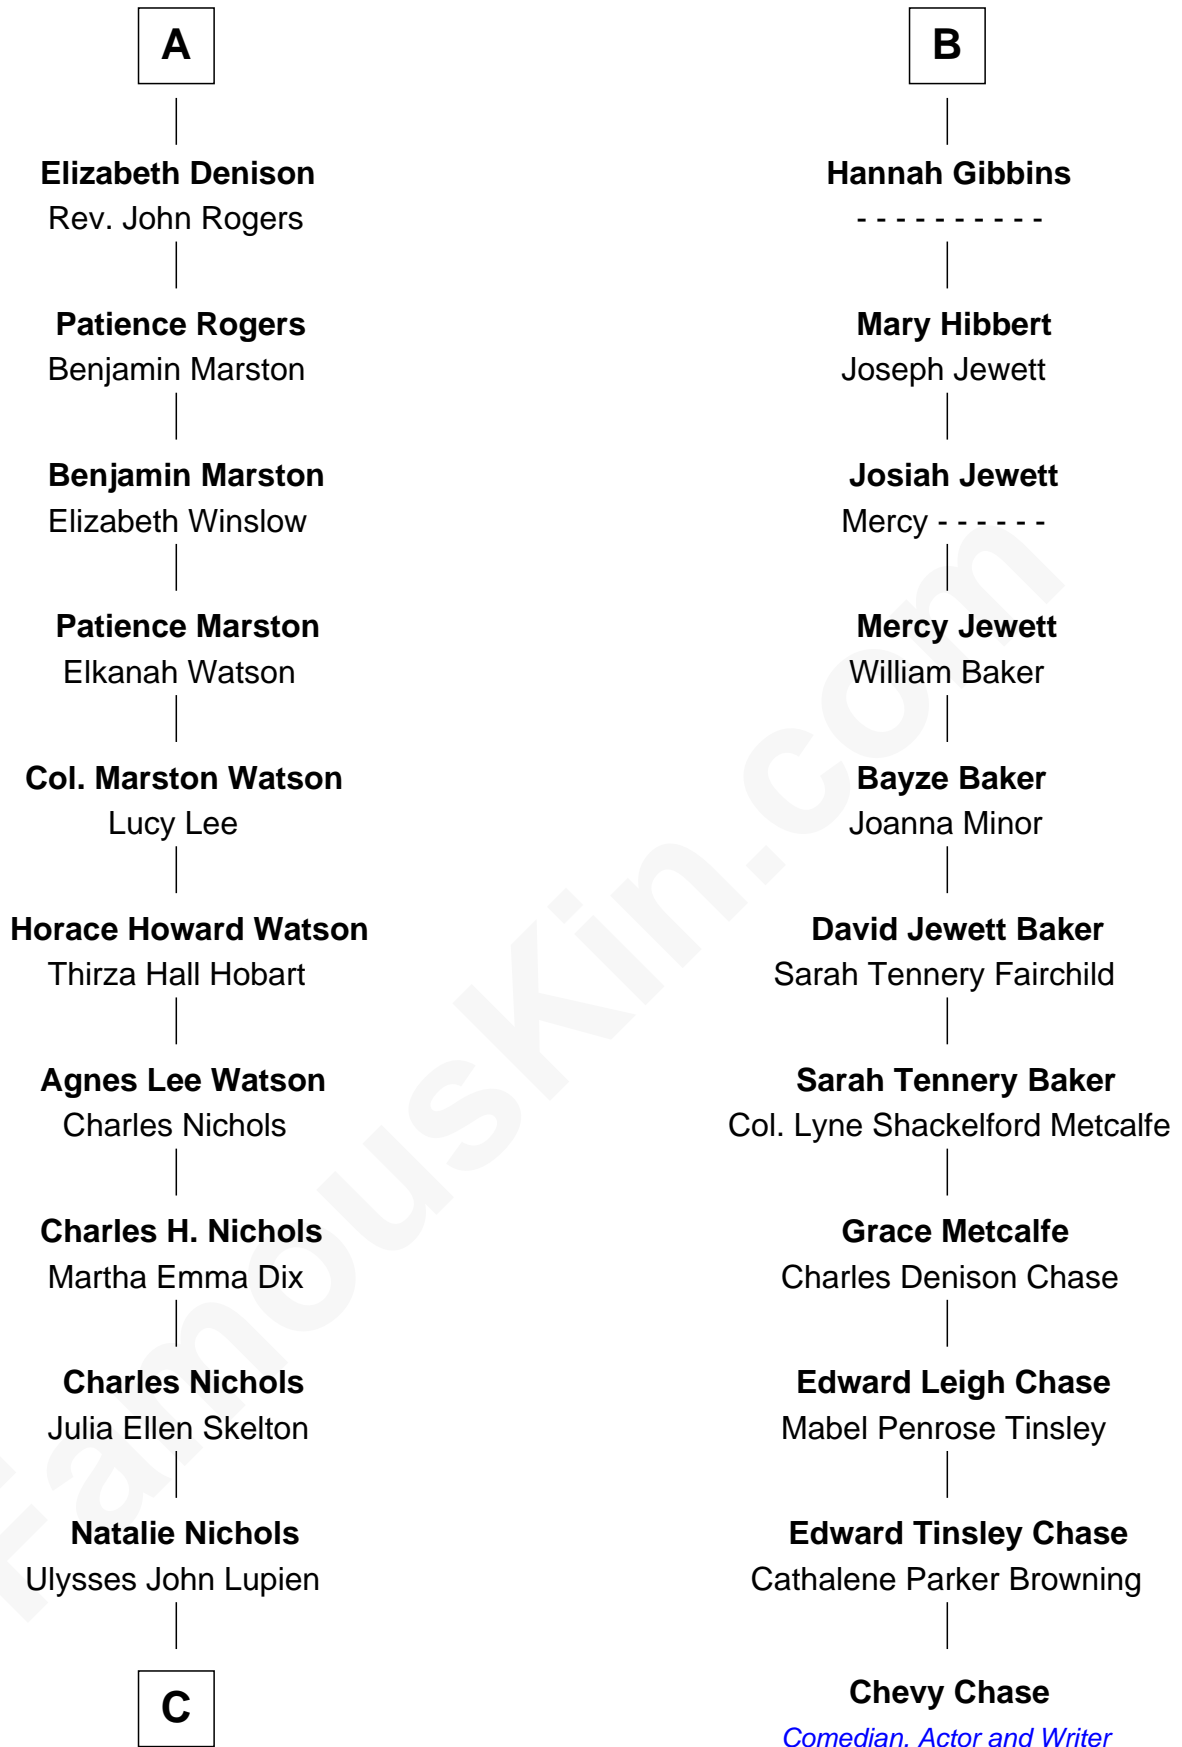 A
Elizabeth Denison
Rev. John Rogers
Patience Rogers
Benjamin Marston
Benjamin Marston
Elizabeth Winslow
Patience Marston
Elkanah Watson
Col. Marston Watson
Lucy Lee
Horace Howard Watson
Thirza Hall Hobart
Agnes Lee Watson
Charles Nichols
Charles H. Nichols
Martha Emma Dix
Charles Nichols
Julia Ellen Skelton
Natalie Nichols
Ulysses John Lupien
C
B
Hannah Gibbins
- - - - - - - - - -
Mary Hibbert
Joseph Jewett
Josiah Jewett
Mercy - - - - - -
Mercy Jewett
William Baker
Bayze Baker
Joanna Minor
David Jewett Baker
Sarah Tennery Fairchild
Sarah Tennery Baker
Col. Lyne Shackelford Metcalfe
Grace Metcalfe
Charles Denison Chase
Edward Leigh Chase
Mabel Penrose Tinsley
Edward Tinsley Chase
Cathalene Parker Browning
Chevy Chase
Comedian, Actor and Writer
FamousKin.com